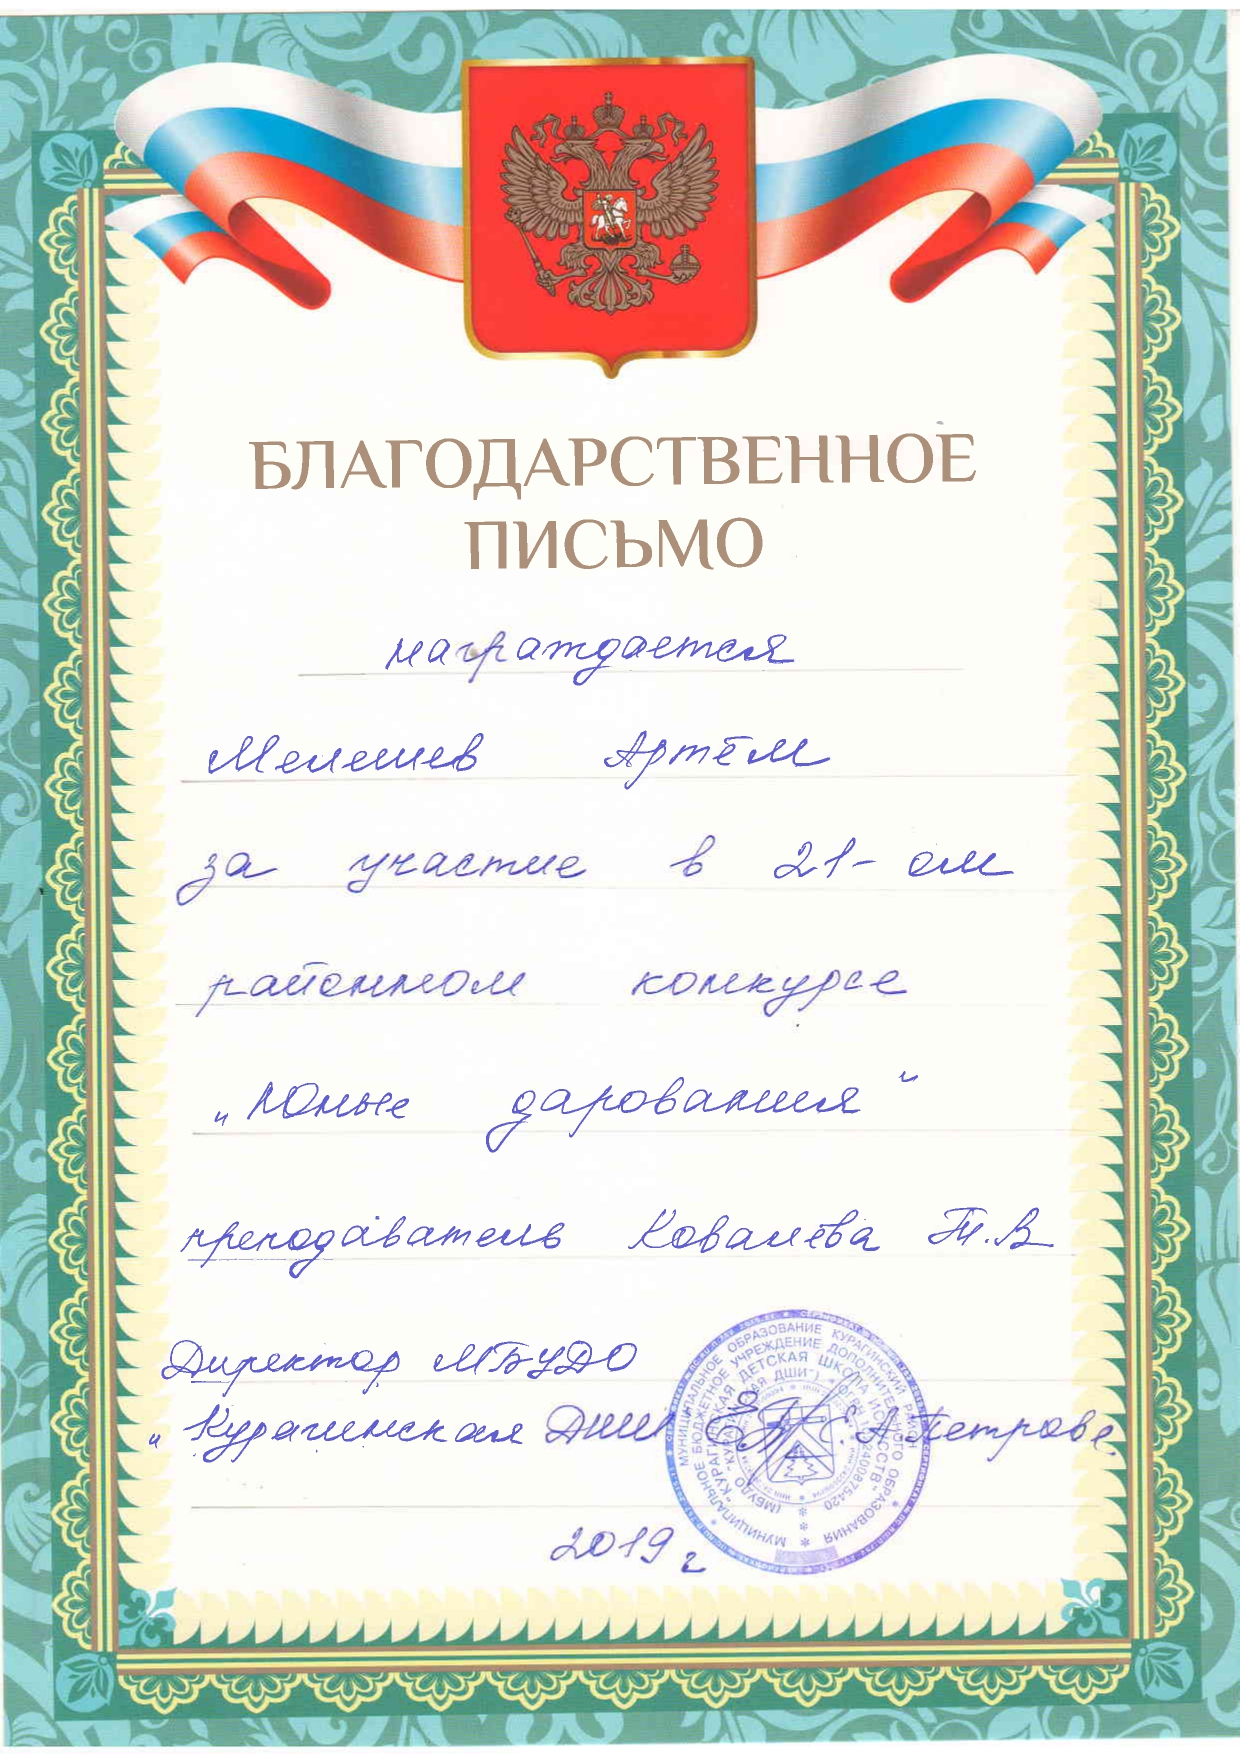 БЛАГОДАРСТВЕННОЕ
ПИСЬМО
награждается
Мелешев Артём
за участие в 21-ом
районном конкурсе
„Юные дарования"
преподаватель Ковалёва Т.В
Директор МБУДО
„Курагинская ДШИ" С.А.Петрова
2019 г
МУНИЦИПАЛЬНОЕ ОБРАЗОВАНИЕ КУРАГИНСКИЙ РАЙОН
МУНИЦИПАЛЬНОЕ БЮДЖЕТНОЕ УЧРЕЖДЕНИЕ ДОПОЛНИТЕЛЬНОГО ОБРАЗОВАНИЯ
"КУРАГИНСКАЯ ДЕТСКАЯ ШКОЛА ИСКУССТВ"
(МБУДО "КУРАГИНСКАЯ ДШИ")